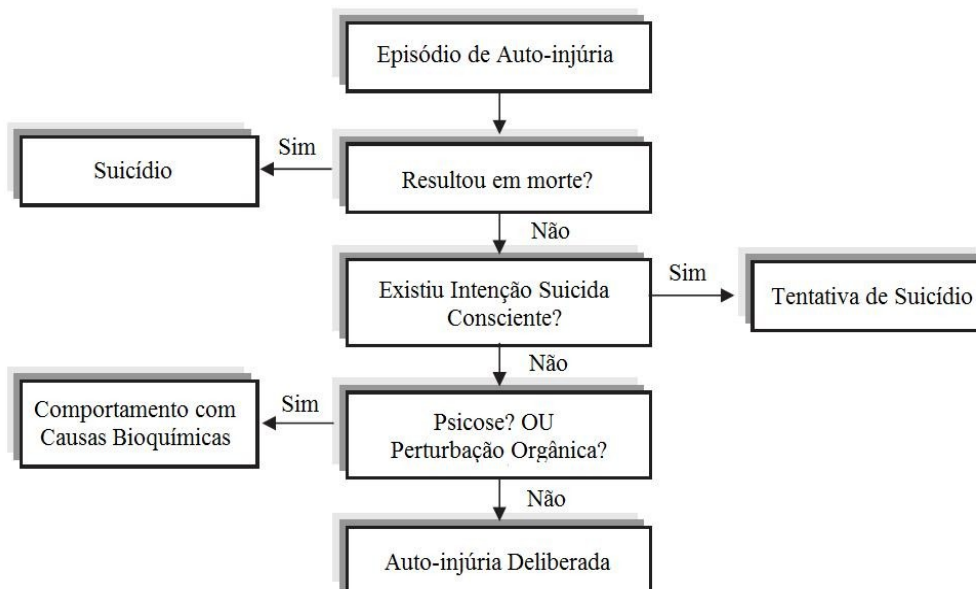 Episódio de Auto-injúria
Sim
Suicídio
Resultou em morte?
Não
Existiu Intenção Suicida
Consciente?
Sim
Tentativa de Suicídio
Não
Comportamento com
Causas Bioquímicas
Sim
Psicose? OU
Perturbação Orgânica?
Não
Auto-injúria Deliberada